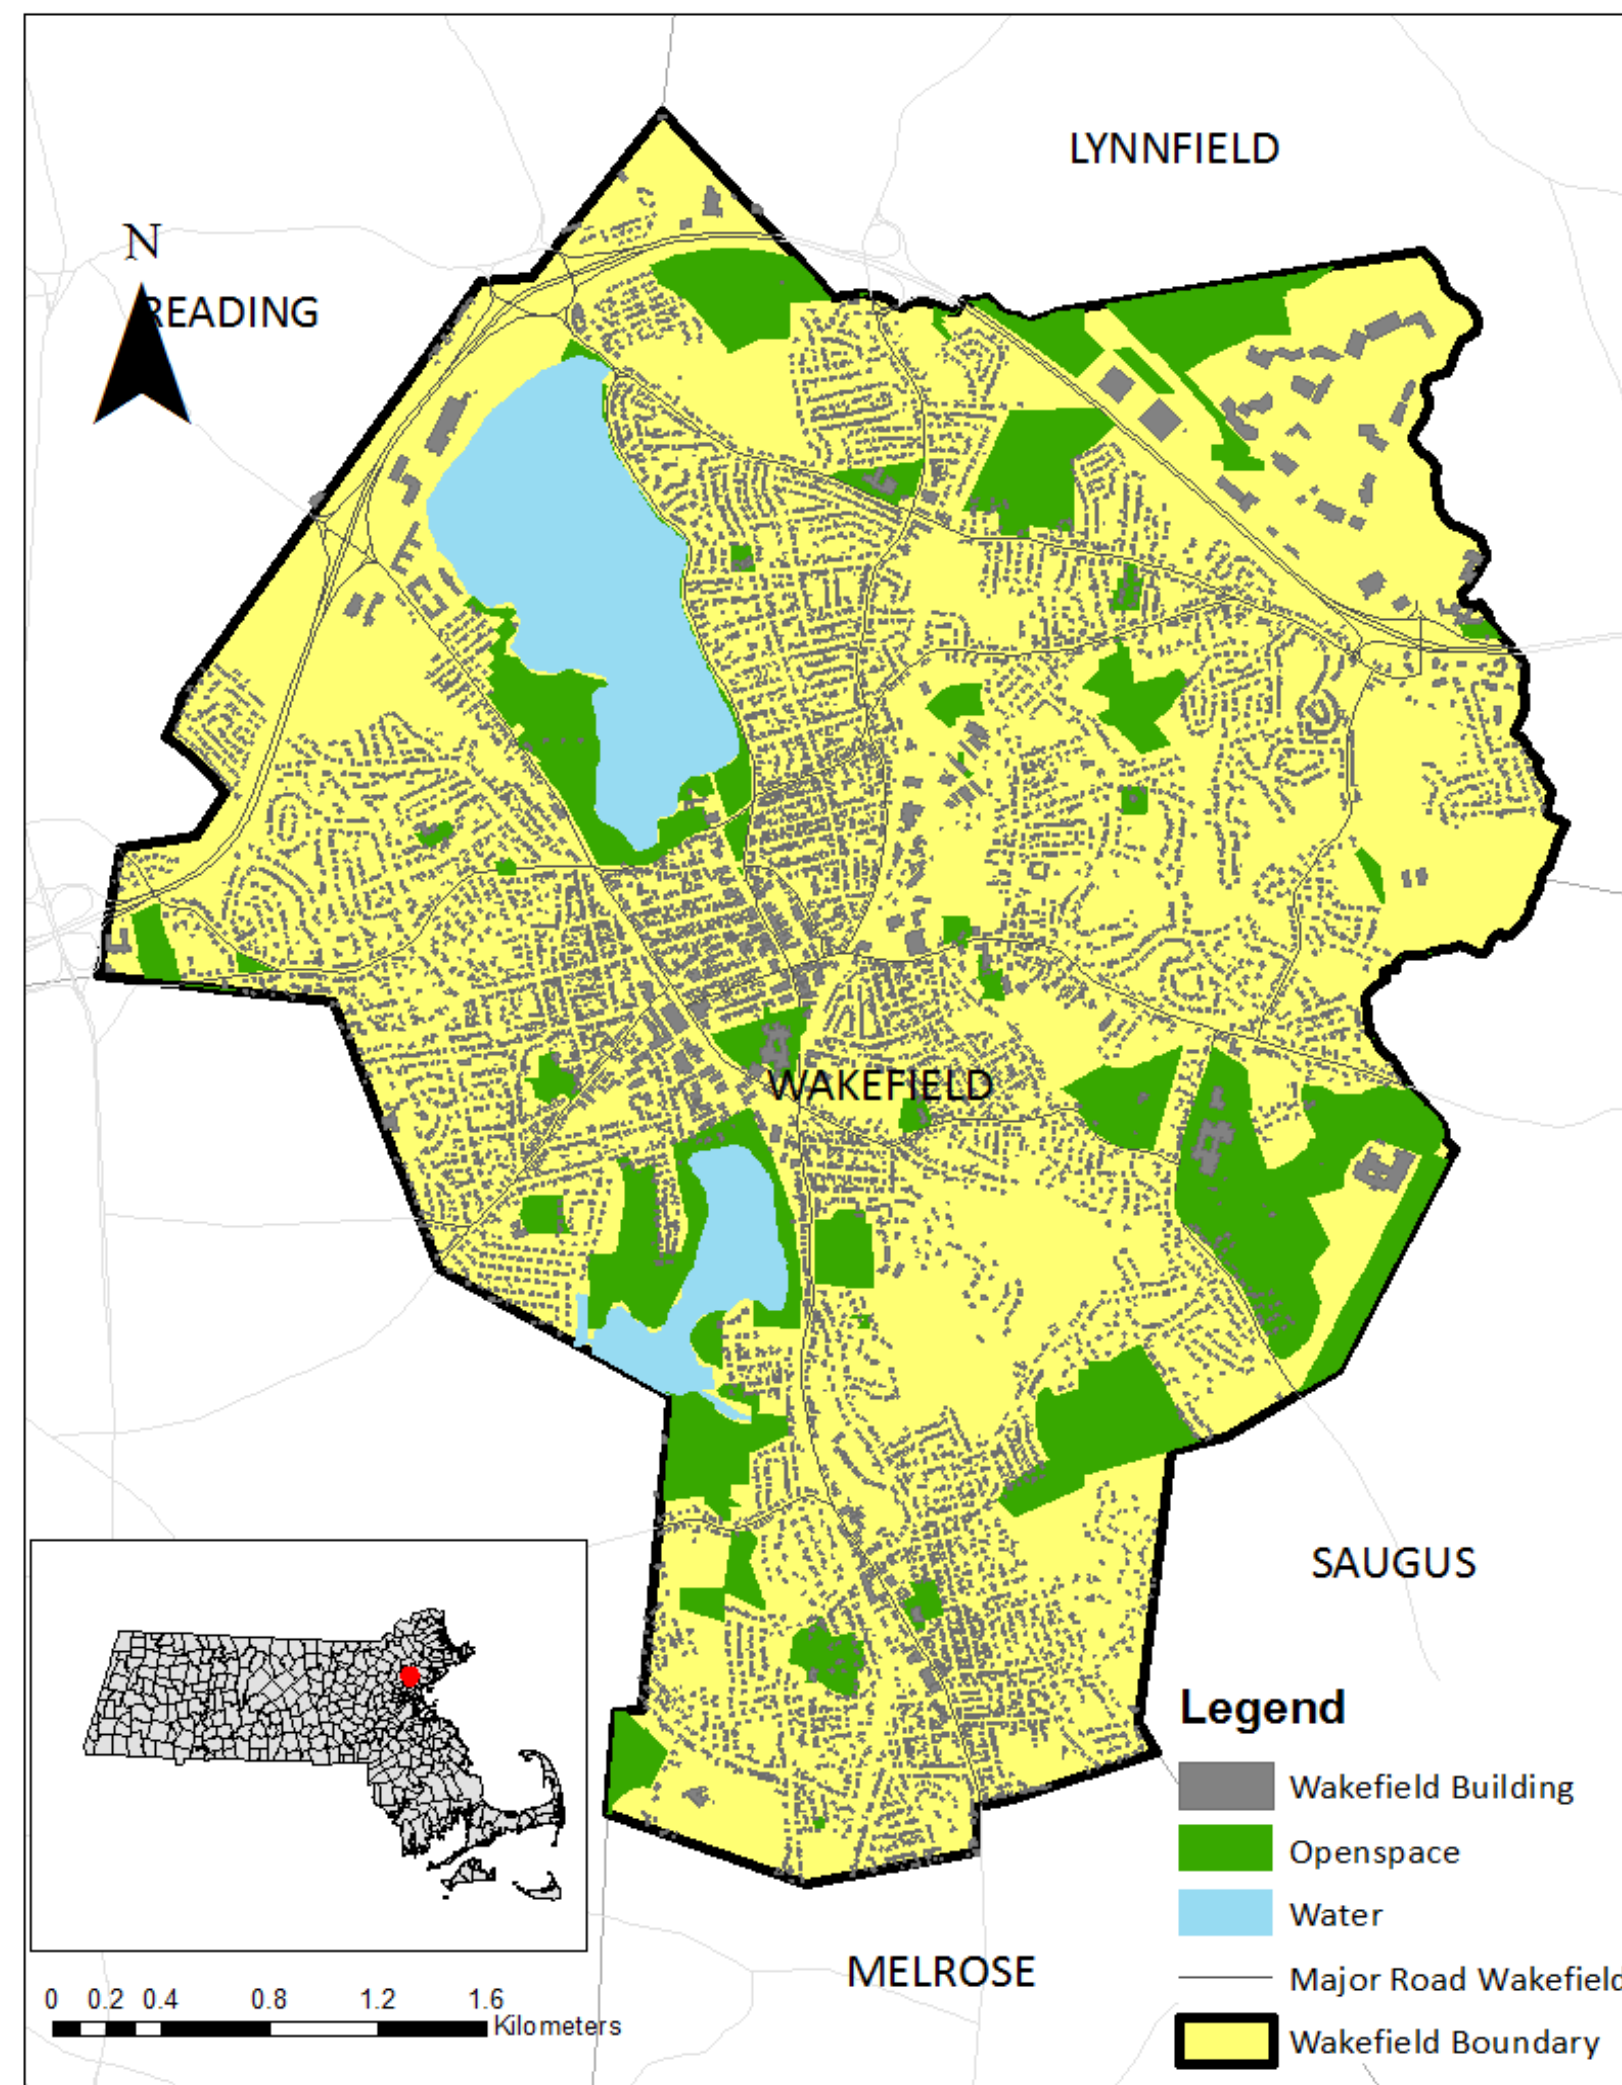 LYNNFIELD
N
READING
WAKEFIELD
SAUGUS
Legend
Wakefield Building
Openspace
Water
MELROSE
Major Road Wakefield
0 0.2 0.4 0.8 1.2 1.6
Kilometers
Wakefield Boundary